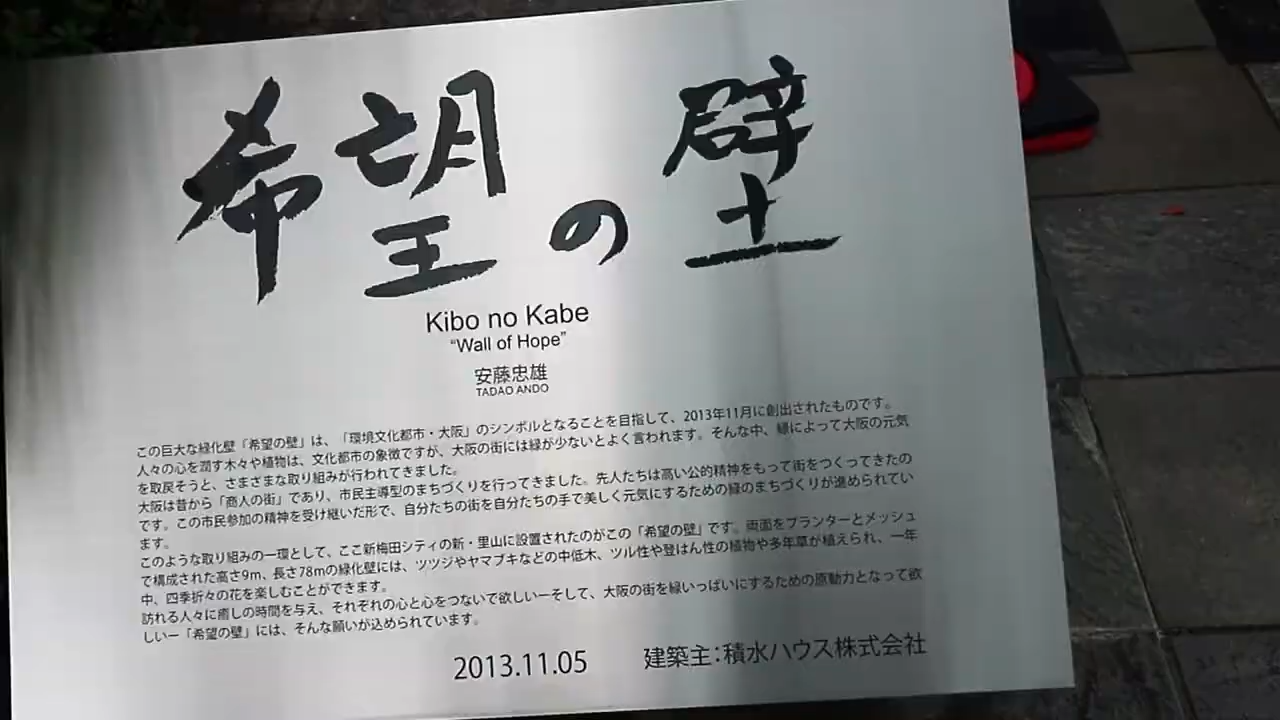 希望の壁
Kibo no Kabe
“Wall of Hope”
安藤忠雄
TADAO ANDO
この巨大な緑化壁「希望の壁」は、「環境文化都市・大阪」のシンボルとなることを目指して、2013年11月に創出されたものです。
人々の心を潤す木々や植物は、文化都市の象徴ですが、大阪の街には緑が少ないとよく言われます。そんな中、緑によって大阪の元気
を取戻そうと、さまざまな取り組みが行われてきました。
大阪は昔から「商人の街」であり、市民主導型のまちづくりを行ってきました。先人たちは高い公的精神をもって街をつくってきたの
です。この市民参加の精神を受け継いだ形で、自分たちの街を自分たちの手で美しく元気にするための緑のまちづくりが進められてい
ます。
このような取り組みの一環として、ここ新梅田シティの新・里山に設置されたのがこの「希望の壁」です。両面をプランターとメッシュ
で構成された高さ9m、長さ78mの緑化壁には、ツツジやヤマブキなどの中低木、ツル性や登はん性の植物や多年草が植えられ、一年
中、四季折々の花を楽しむことができます。
訪れる人々に癒しの時間を与え、それぞれの心と心をつないで欲しいーそして、大阪の街を緑いっぱいにするための原動力となって欲
しいー「希望の壁」には、そんな願いが込められています。
2013.11.05 建築主：積水ハウス株式会社